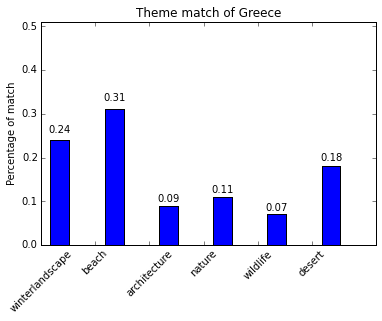 Theme match of Greece
Percentage of match
0.5
0.4
0.3
0.2
0.1
0.0
0.24
0.31
0.09
0.11
0.07
0.18
winterlandscape
beach
architecture
nature
wildlife
desert